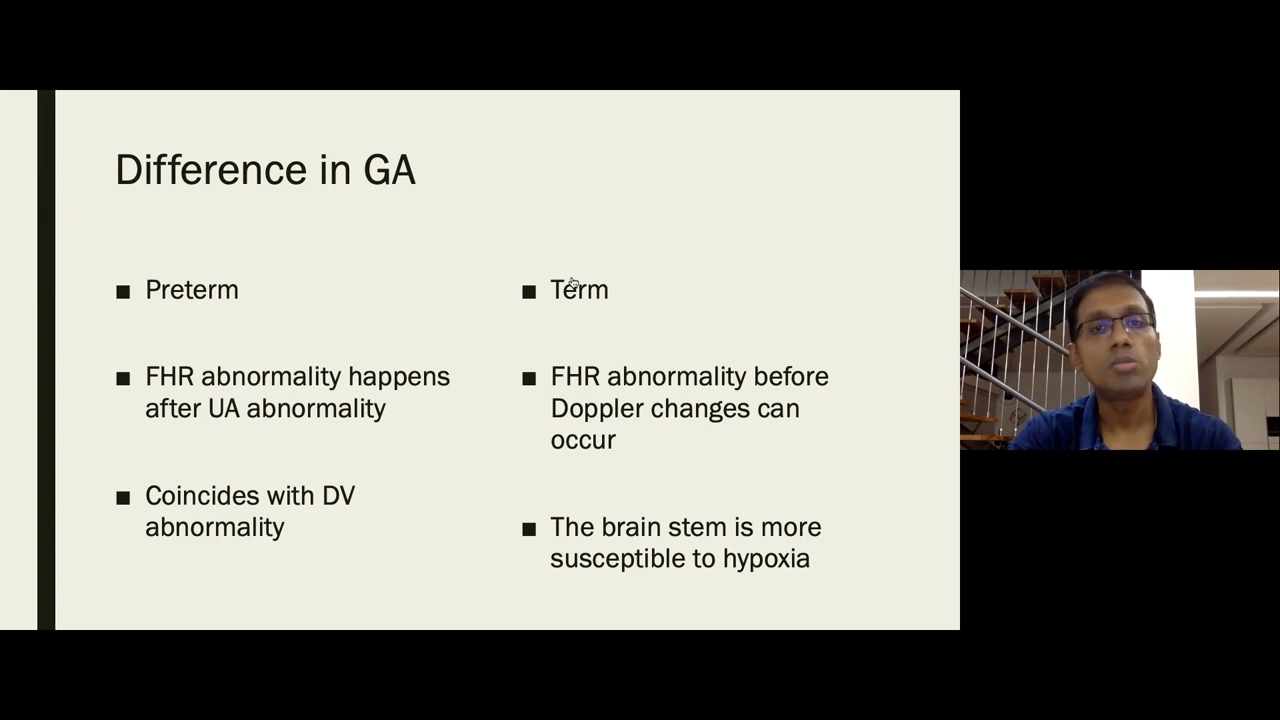 Difference in GA
■ Preterm
■ FHR abnormality happens
after UA abnormality
■ Coincides with DV
abnormality
■ Term
■ FHR abnormality before
Doppler changes can
occur
■ The brain stem is more
susceptible to hypoxia